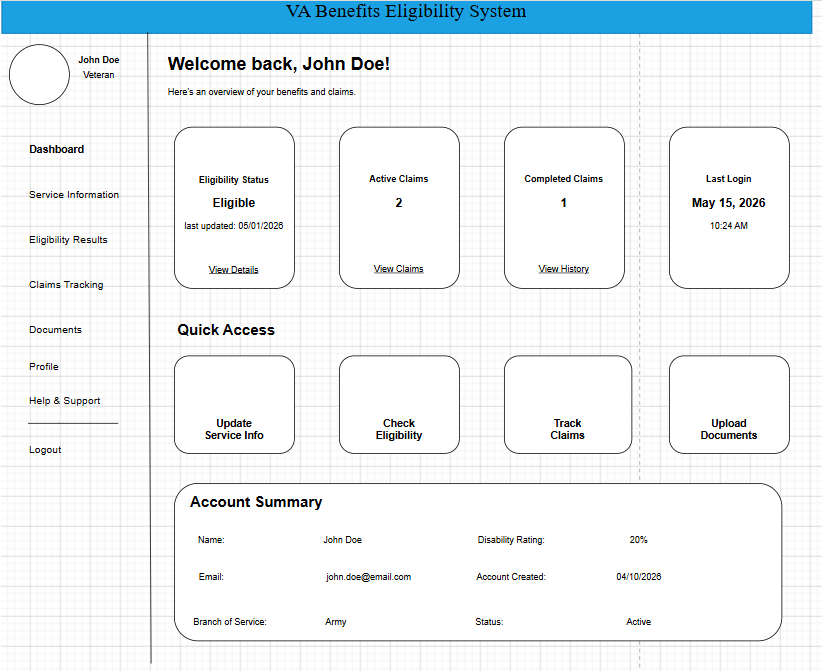 VA Benefits Eligibility System
John Doe
Veteran
Dashboard
Service Information
Eligibility Results
Claims Tracking
Documents
Profile
Help & Support
Logout
Welcome back, John Doe!
Here's an overview of your benefits and claims.
Eligibility Status
Eligible
last updated: 05/01/2026
View Details
Active Claims
2
View Claims
Completed Claims
1
View History
Last Login
May 15, 2026
10:24 AM
Quick Access
Update
Service Info
Check
Eligibility
Track
Claims
Upload
Documents
Account Summary
Name: John Doe Disability Rating: 20%
Email: john.doe@email.com Account Created: 04/10/2026
Branch of Service: Army Status: Active